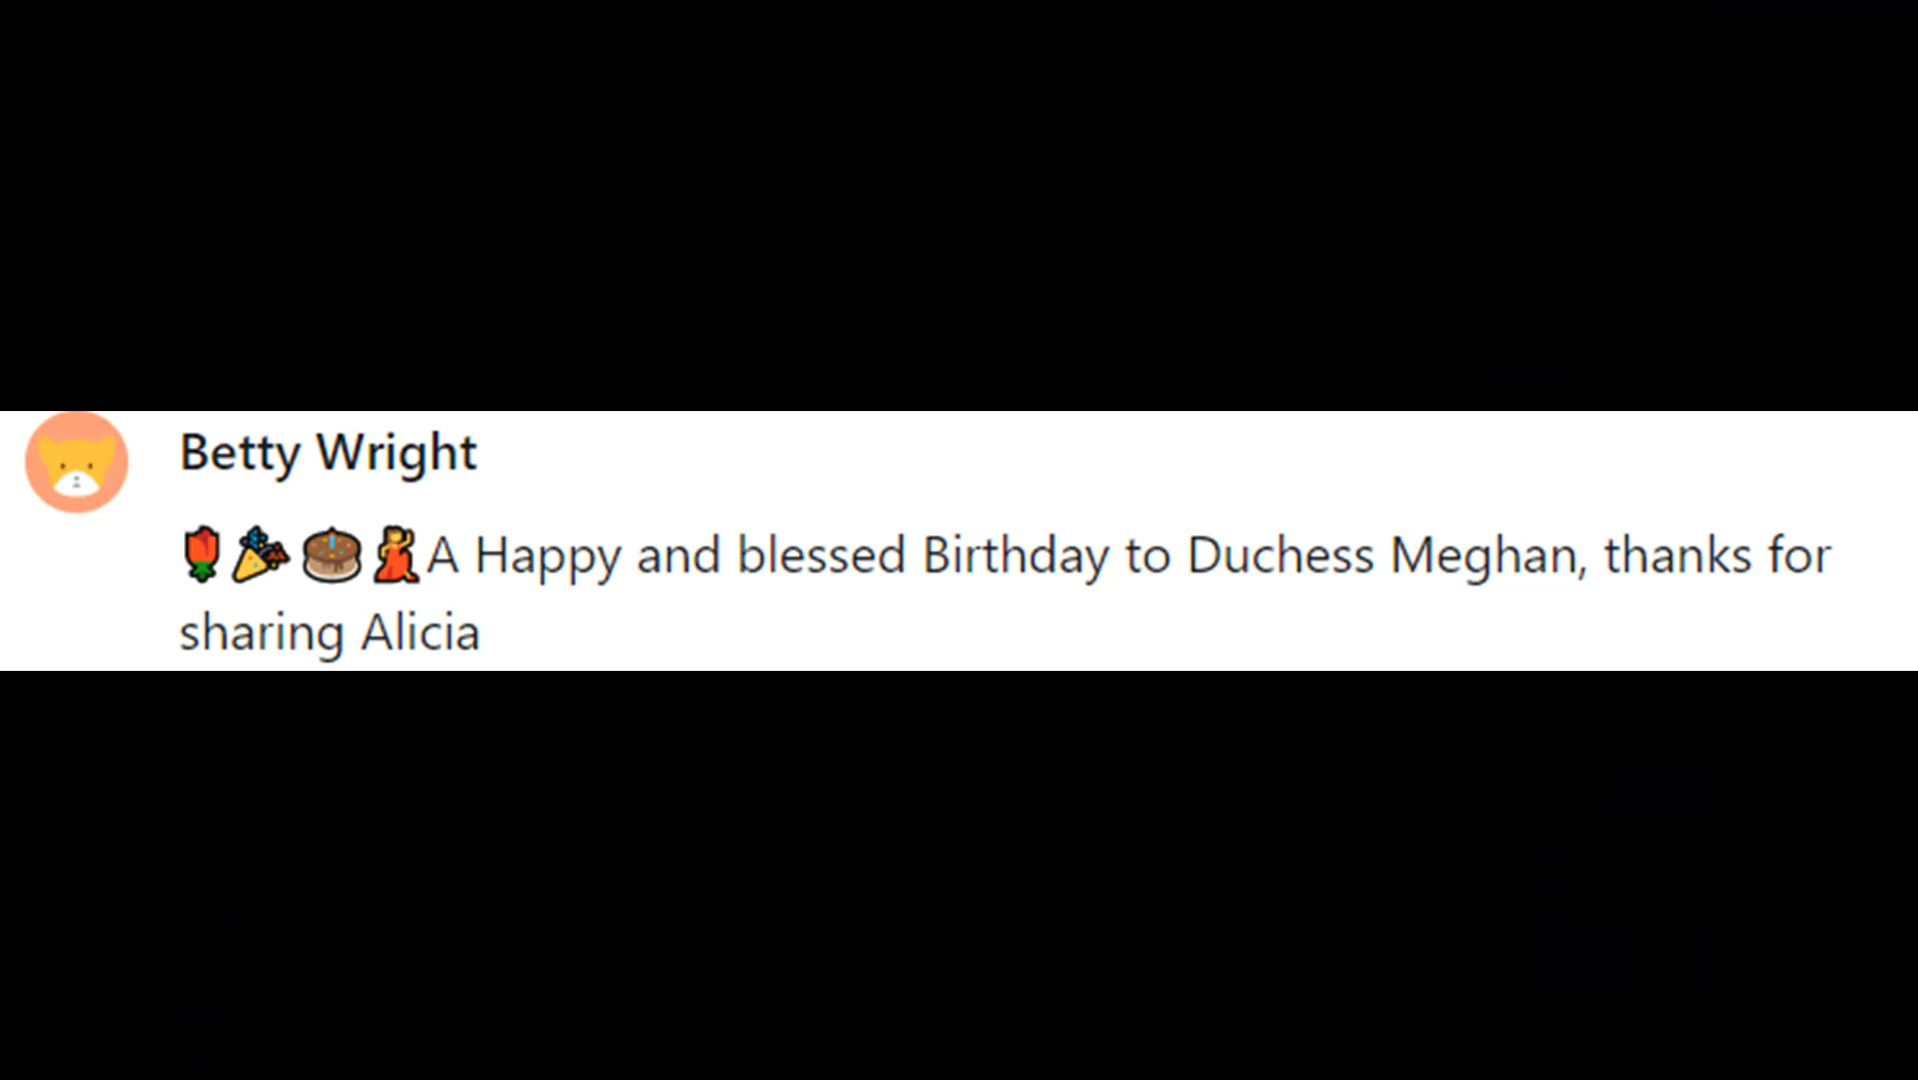 Betty Wright
🌹🎉🎂💃A Happy and blessed Birthday to Duchess Meghan, thanks for
sharing Alicia